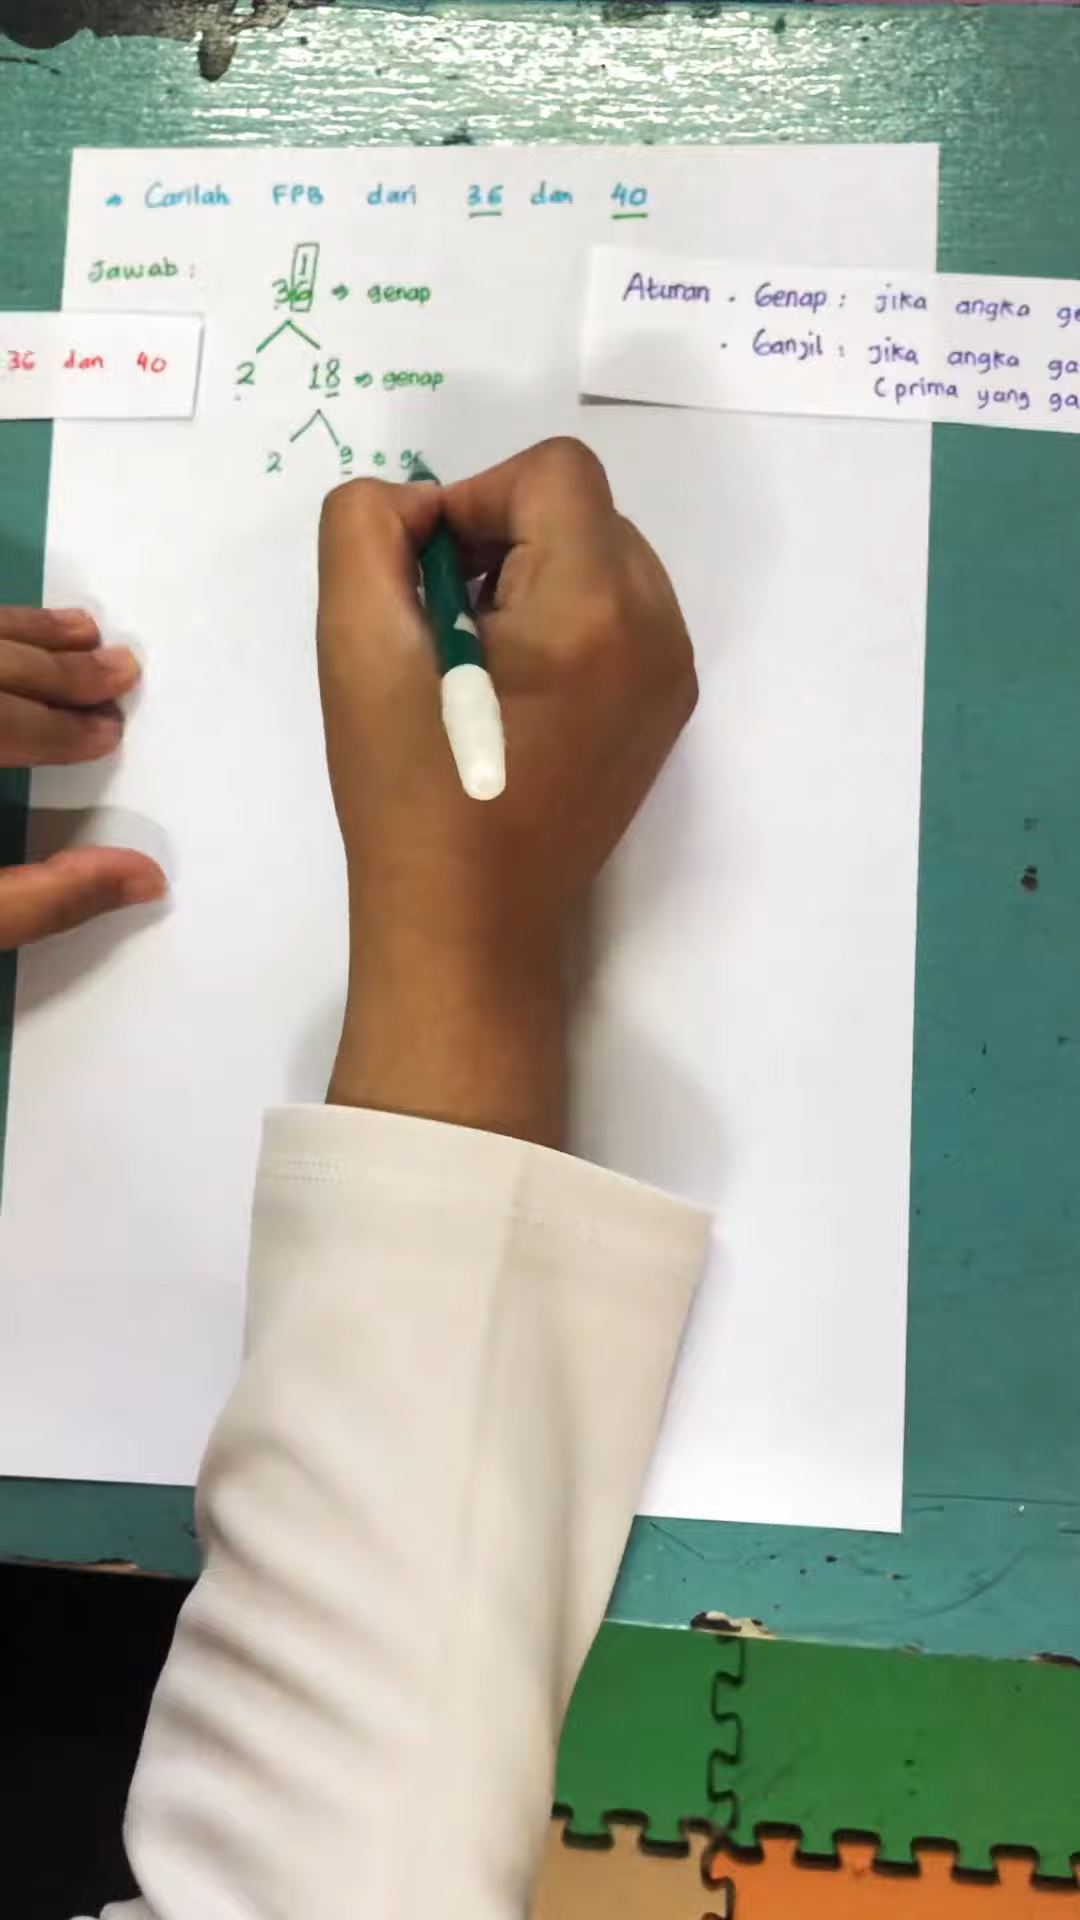 Carilah FPB dari 36 dan 40
Jawab :
1
36 → genap
36 dan 40
2 18 → genap
2 9
Aturan . Genap : jika angka
. Ganjil : jika angka
(prima yang